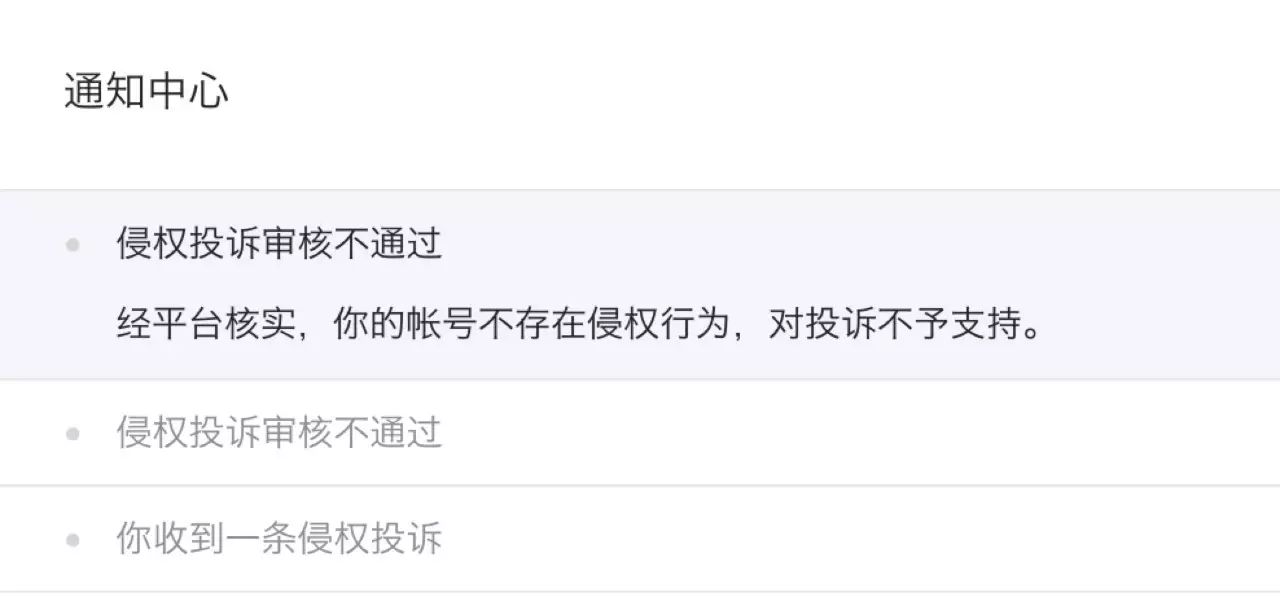 通知中心
侵权投诉审核不通过
经平台核实，你的帐号不存在侵权行为，对投诉不予支持。
侵权投诉审核不通过
你收到一条侵权投诉